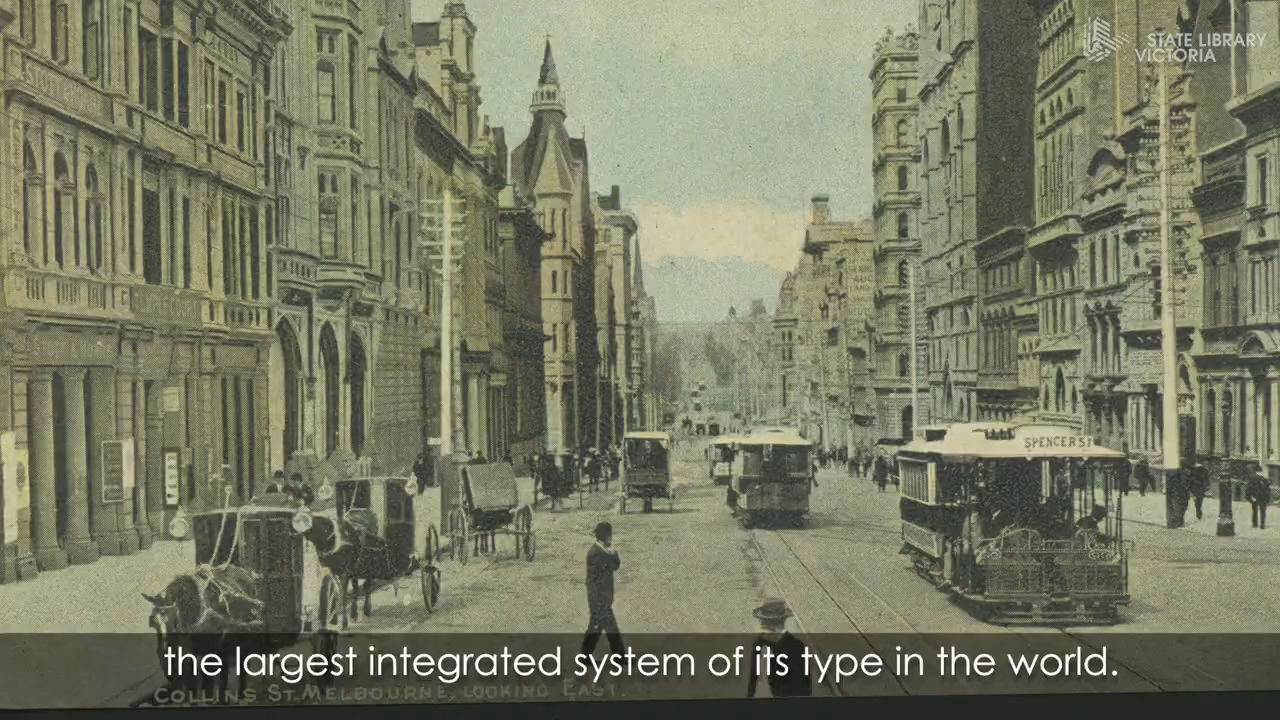 STATE LIBRARY
VICTORIA
SPENCER ST
the largest integrated system of its type in the world.
COLLINS ST. MELBOURNE, LOOKING EAST.